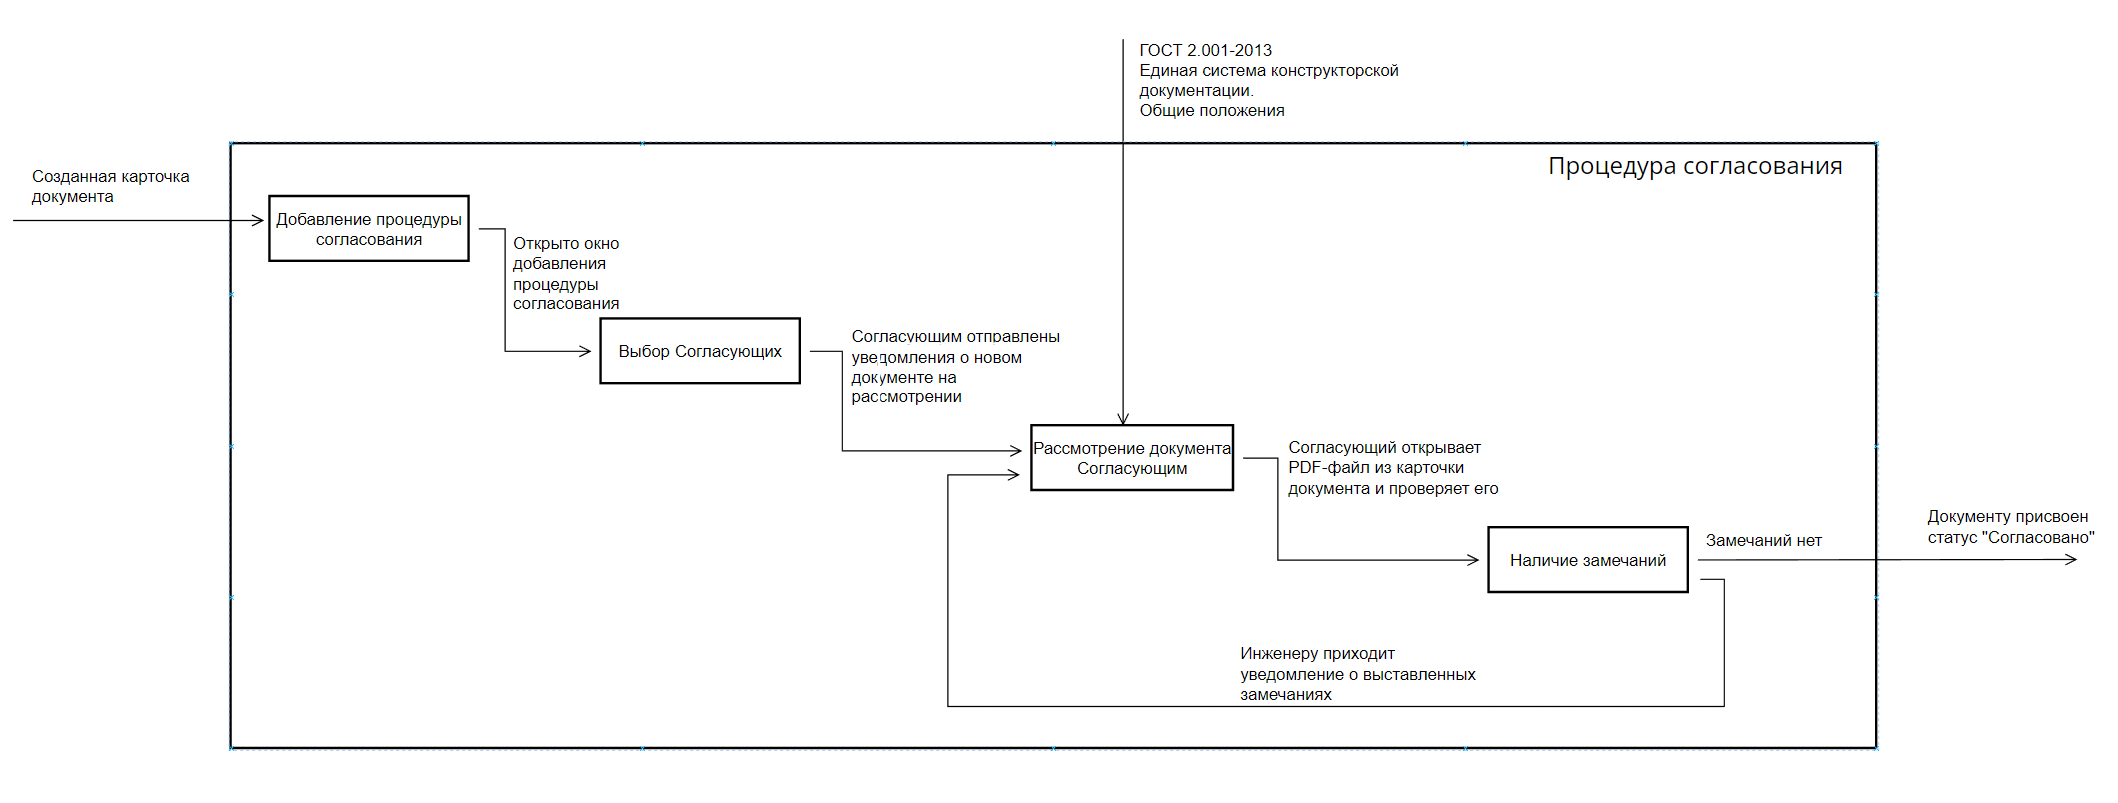 ГОСТ 2.001-2013
Единая система конструкторской
документации.
Общие положения
Процедура согласования
Созданная карточка
документа
Добавление процедуры
согласования
Открыто окно
добавления
процедуры
согласования
Выбор Согласующих
Согласующим отправлены
уведомления о новом
документе на
рассмотрении
Рассмотрение документа
Согласующим
Согласующий открывает
PDF-файл из карточки
документа и проверяет его
Наличие замечаний
Замечаний нет
Документу присвоен
статус "Согласовано"
Инженеру приходит
уведомление о выставленных
замечаниях